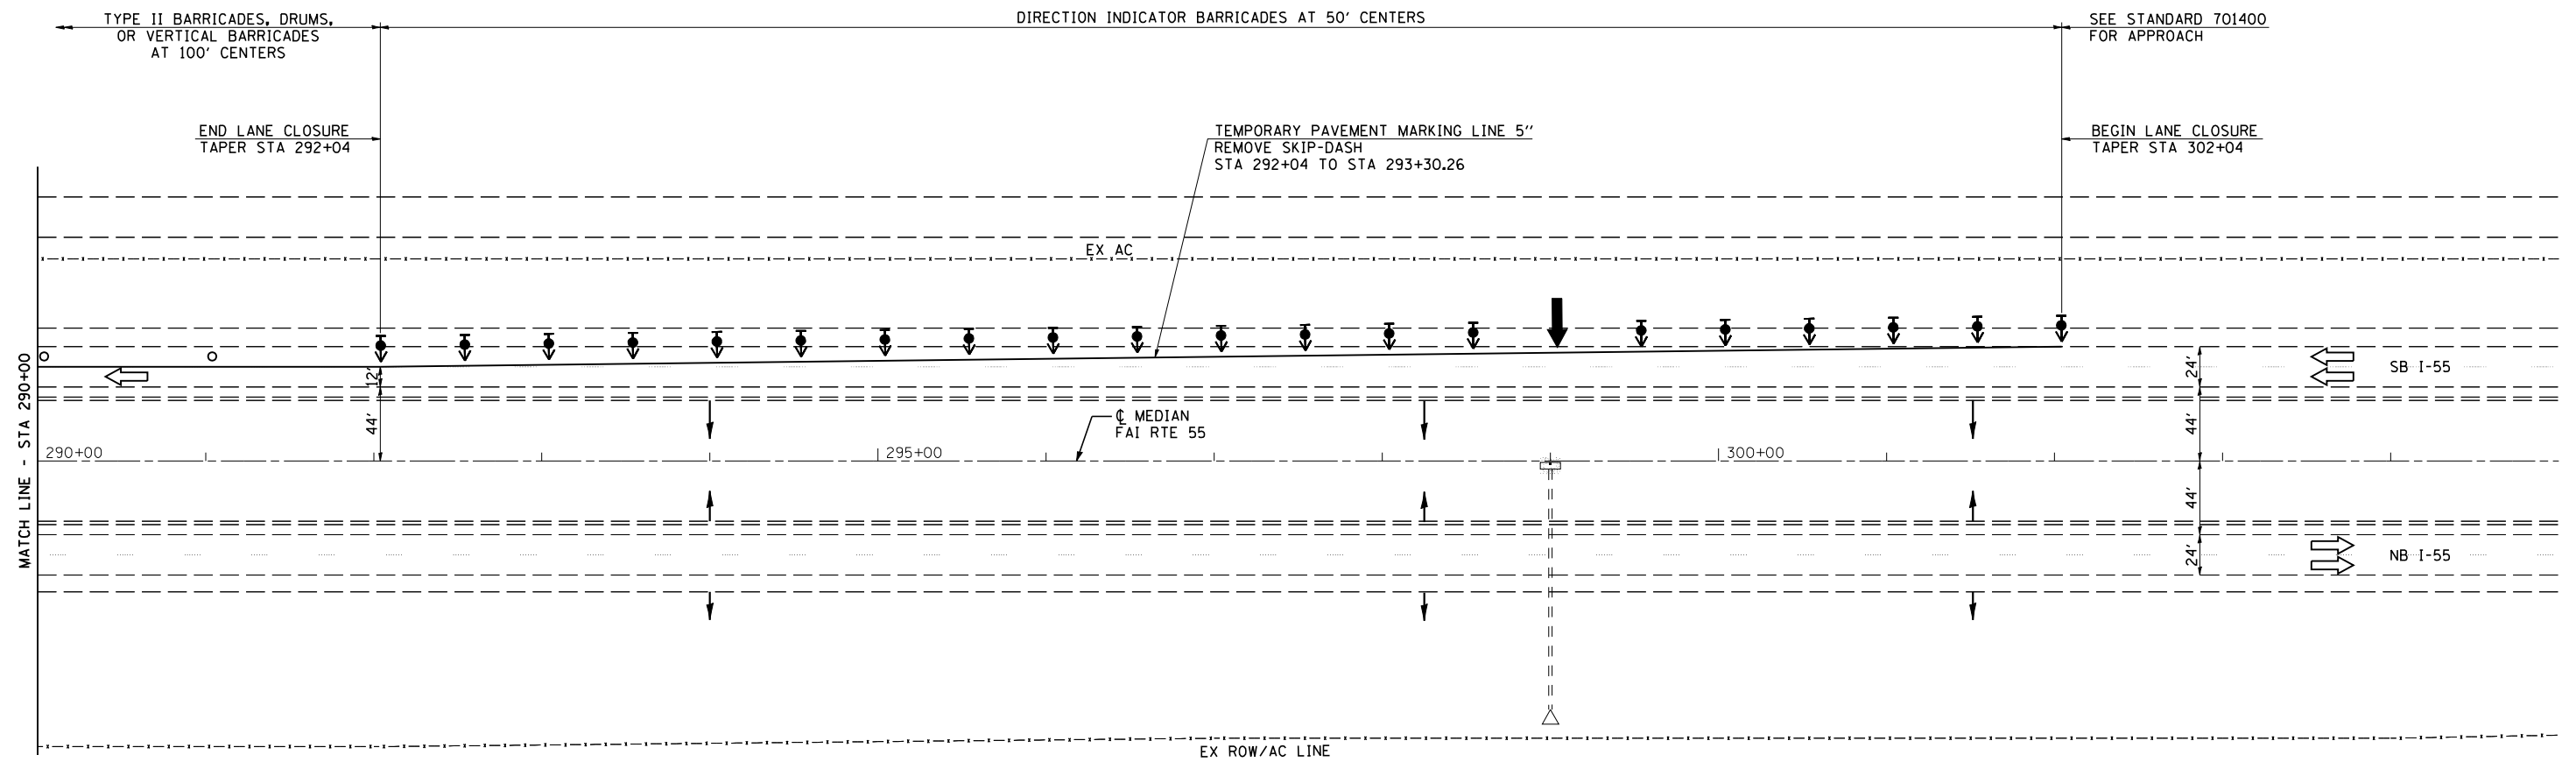 TYPE II BARRICADES, DRUMS,
OR VERTICAL BARRICADES
AT 100' CENTERS
DIRECTION INDICATOR BARRICADES AT 50' CENTERS
SEE STANDARD 701400
FOR APPROACH
END LANE CLOSURE
TAPER STA 292+04
TEMPORARY PAVEMENT MARKING LINE 5''
REMOVE SKIP-DASH
STA 292+04 TO STA 293+30.26
BEGIN LANE CLOSURE
TAPER STA 302+04
EX AC
MATCH LINE - STA 290+00
12'
44'
24'
SB I-55
44'
℄ MEDIAN
FAI RTE 55
290+00
295+00
300+00
44'
24'
NB I-55
EX ROW/AC LINE